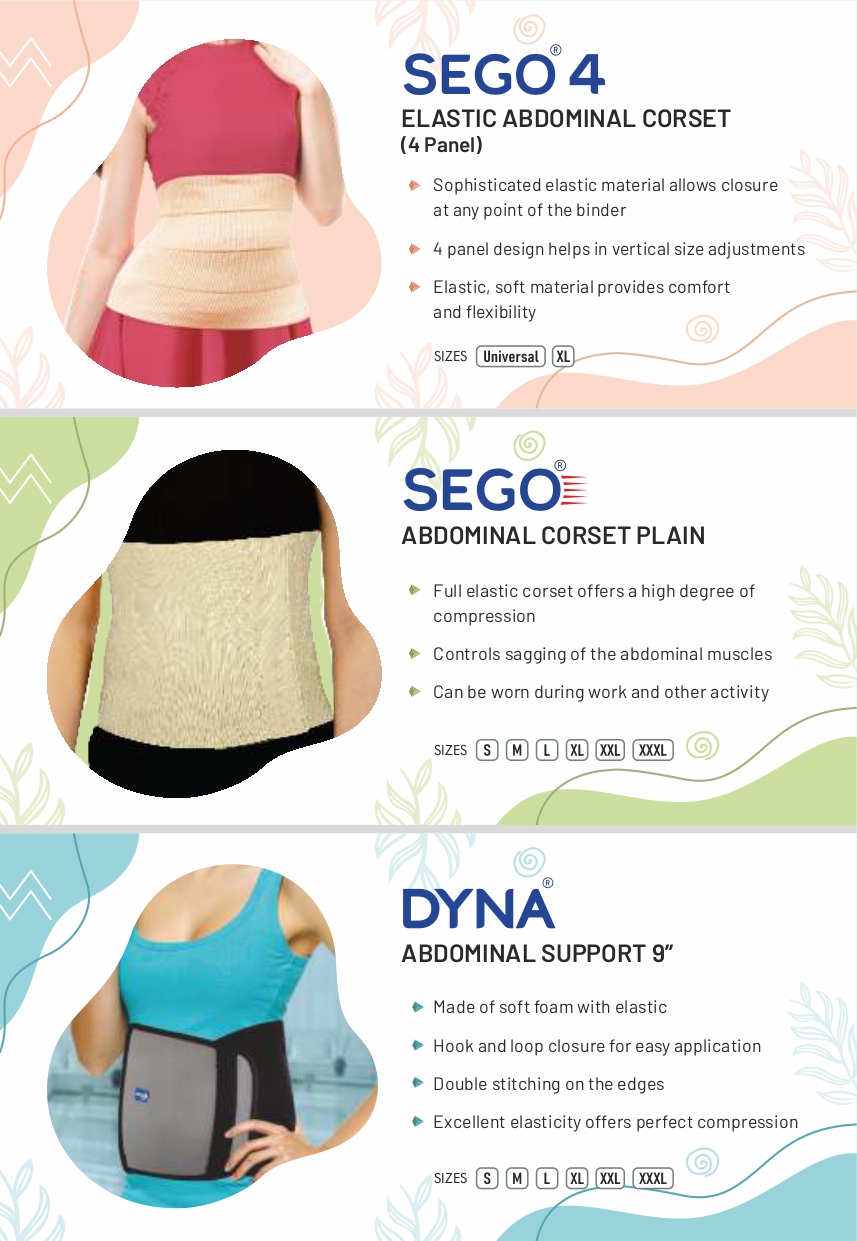 SEGO® 4
ELASTIC ABDOMINAL CORSET
(4 Panel)
Sophisticated elastic material allows closure
at any point of the binder
4 panel design helps in vertical size adjustments
Elastic, soft material provides comfort
and flexibility
SIZES Universal XL
SEGO®
ABDOMINAL CORSET PLAIN
Full elastic corset offers a high degree of
compression
Controls sagging of the abdominal muscles
Can be worn during work and other activity
SIZES S M L XL XXL XXXL
DYNA®
ABDOMINAL SUPPORT 9”
Made of soft foam with elastic
Hook and loop closure for easy application
Double stitching on the edges
Excellent elasticity offers perfect compression
SIZES S M L XL XXL XXXL